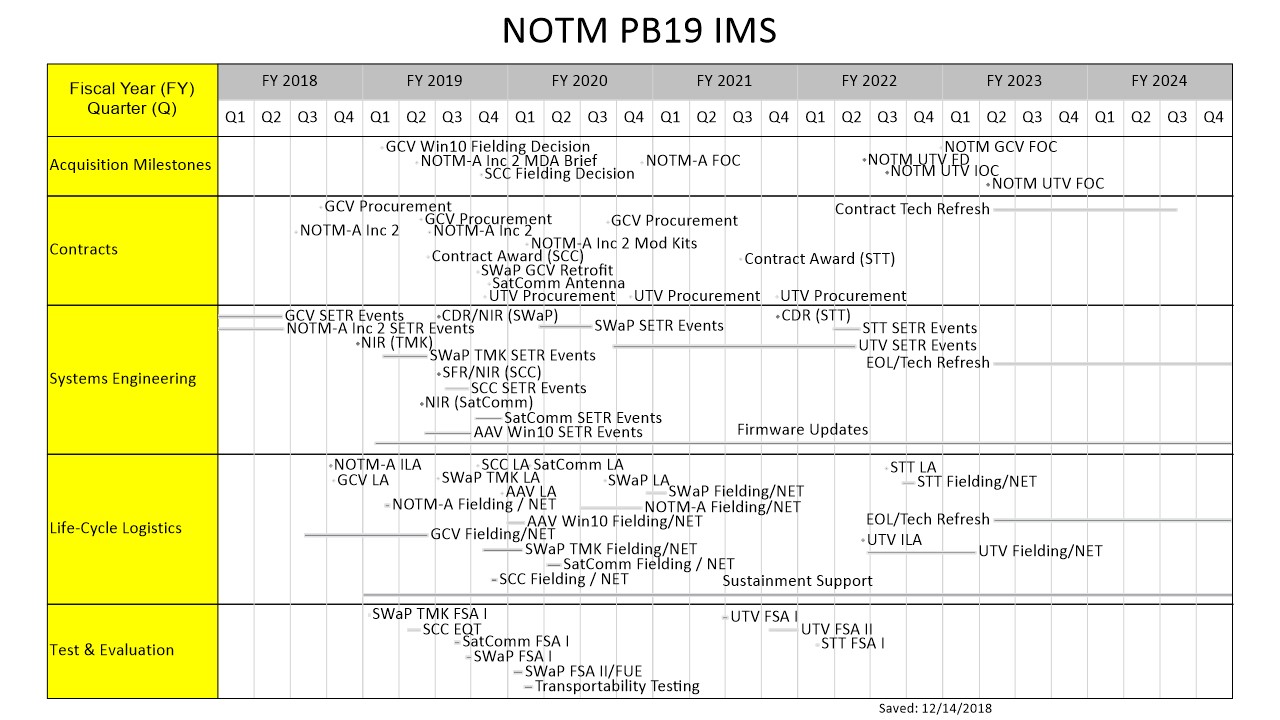 NOTM PB19 IMS
Fiscal Year (FY)
Quarter (Q)
FY 2018 FY 2019 FY 2020 FY 2021 FY 2022 FY 2023 FY 2024
Q1 Q2 Q3 Q4 Q1 Q2 Q3 Q4 Q1 Q2 Q3 Q4 Q1 Q2 Q3 Q4 Q1 Q2 Q3 Q4 Q1 Q2 Q3 Q4 Q1 Q2 Q3 Q4
Acquisition Milestones
GCV Win10 Fielding Decision NOTM GCV FOC
NOTM-A Inc 2 MDA Brief NOTM-A FOC NOTM UTV FD
SCC Fielding Decision NOTM UTV IOC
NOTM UTV FOC
Contracts
GCV Procurement Contract Tech Refresh
GCV Procurement GCV Procurement
NOTM-A Inc 2 NOTM-A Inc 2
NOTM-A Inc 2 Mod Kits
Contract Award (SCC) Contract Award (STT)
SWaP GCV Retrofit
SatComm Antenna
UTV Procurement UTV Procurement UTV Procurement
Systems Engineering
GCV SETR Events CDR/NIR (SWaP) CDR (STT)
NOTM-A Inc 2 SETR Events SWaP SETR Events STT SETR Events
NIR (TMK) UTV SETR Events
SWaP TMK SETR Events EOL/Tech Refresh
SFR/NIR (SCC)
SCC SETR Events
NIR (SatComm)
SatComm SETR Events
AAV Win10 SETR Events Firmware Updates
Life-Cycle Logistics
NOTM-A ILA SCC LA SatComm LA STT LA
GCV LA SWaP TMK LA SWaP LA STT Fielding/NET
AAV LA SWaP Fielding/NET
NOTM-A Fielding / NET NOTM-A Fielding/NET
AAV Win10 Fielding/NET EOL/Tech Refresh
GCV Fielding/NET UTV ILA
SWaP TMK Fielding/NET UTV Fielding/NET
SatComm Fielding / NET
SCC Fielding / NET Sustainment Support
Test & Evaluation
SWaP TMK FSA I UTV FSA I
SCC EQT UTV FSA II
SatComm FSA I STT FSA I
SWaP FSA I
SWaP FSA II/FUE
Transportability Testing
Saved: 12/14/2018